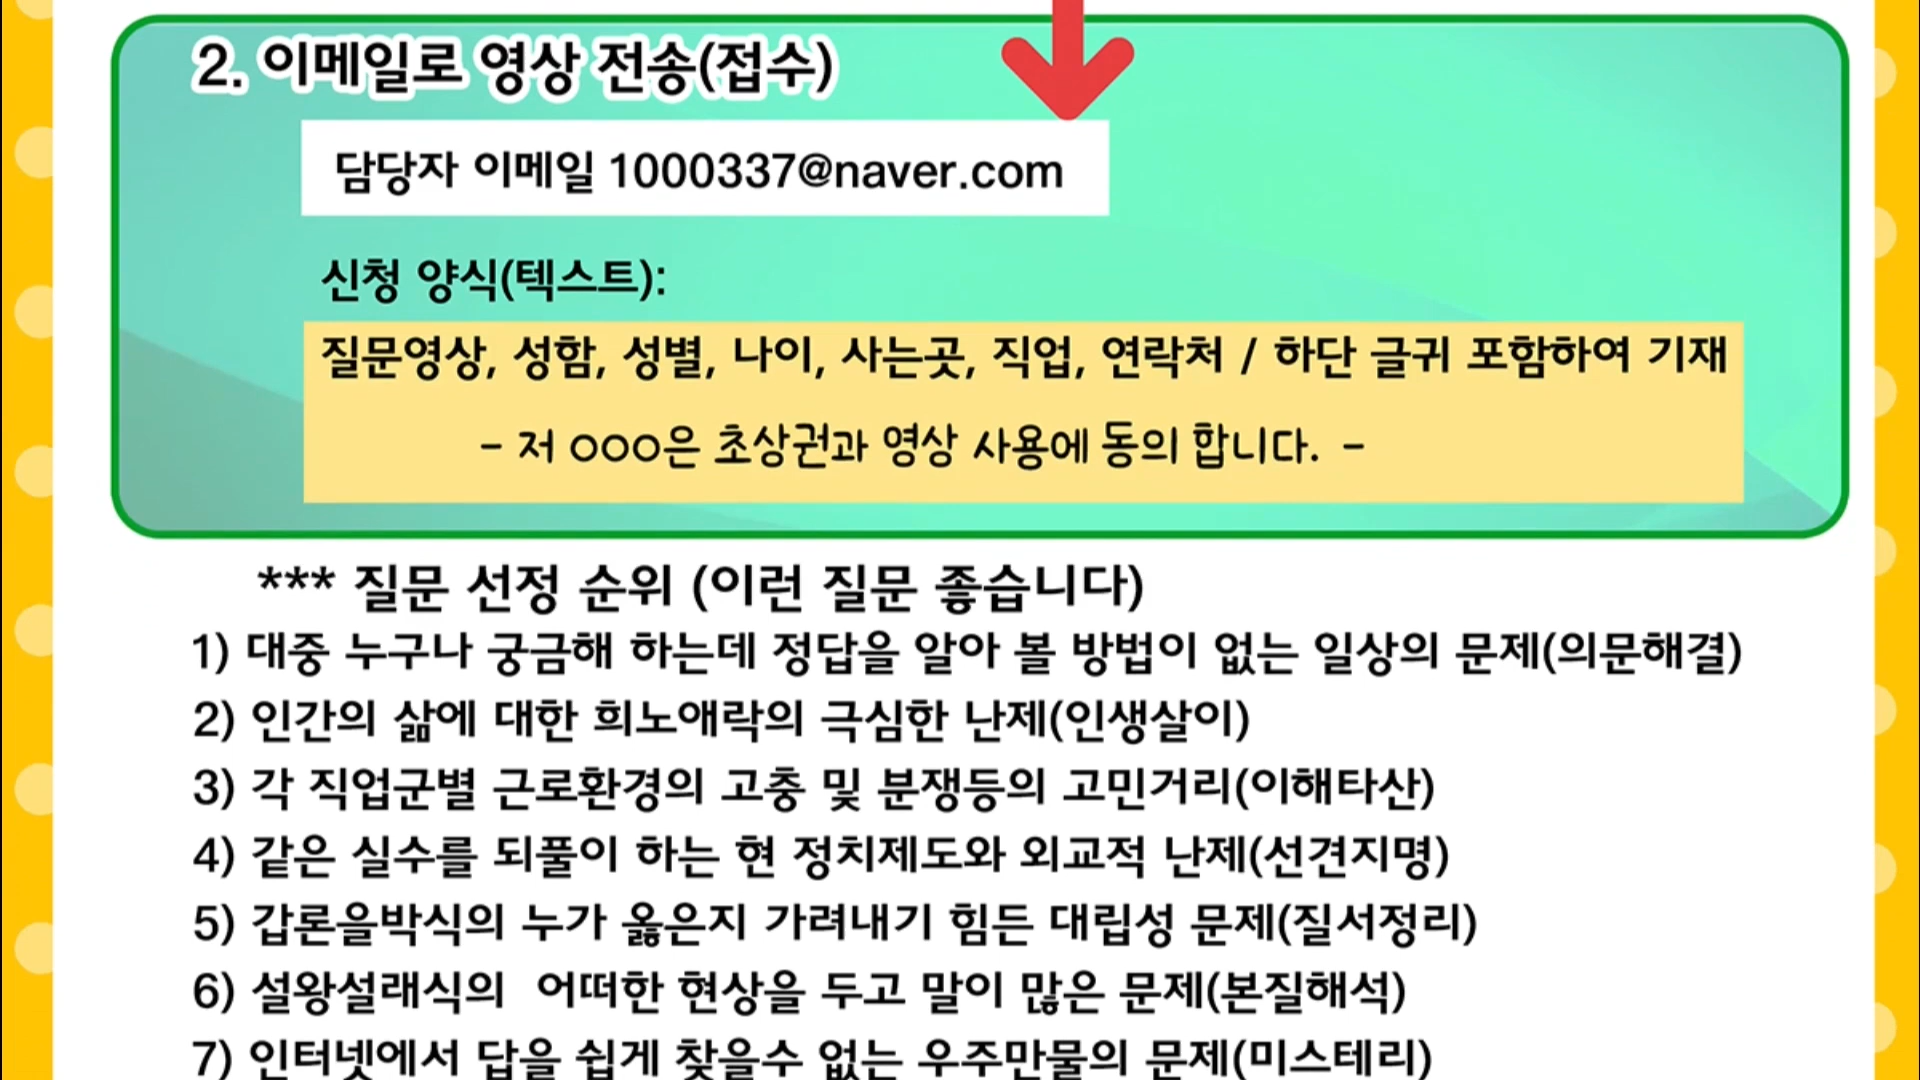 2. 이메일로 영상 전송(접수)
담당자 이메일 1000337@naver.com
신청 양식(텍스트):
질문영상, 성함, 성별, 나이, 사는곳, 직업, 연락처 / 하단 글귀 포함하여 기재
- 저 ㅇㅇㅇ은 초상권과 영상 사용에 동의 합니다. -
*** 질문 선정 순위 (이런 질문 좋습니다)
1) 대중 누구나 궁금해 하는데 정답을 알아 볼 방법이 없는 일상의 문제(의문해결)
2) 인간의 삶에 대한 희노애락의 극심한 난제(인생살이)
3) 각 직업군별 근로환경의 고충 및 분쟁등의 고민거리(이해타산)
4) 같은 실수를 되풀이 하는 현 정치제도와 외교적 난제(선견지명)
5) 갑론을박식의 누가 옳은지 가려내기 힘든 대립성 문제(질서정리)
6) 설왕설래식의 어떠한 현상을 두고 말이 많은 문제(본질해석)
7) 인터넷에서 답을 쉽게 찾을수 없는 우주만물의 문제(미스테리)